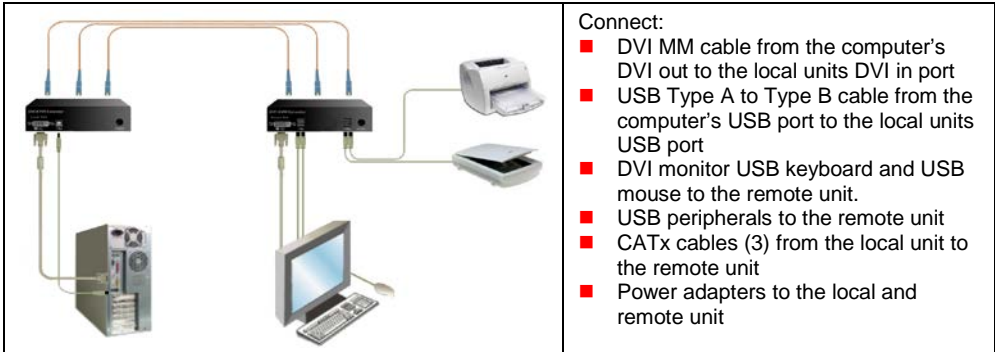 Connect:
■ DVI MM cable from the computer's
DVI out to the local units DVI in port
■ USB Type A to Type B cable from the
computer's USB port to the local units
USB port
■ DVI monitor USB keyboard and USB
mouse to the remote unit.
■ USB peripherals to the remote unit
■ CATx cables (3) from the local unit to
the remote unit
■ Power adapters to the local and
remote unit